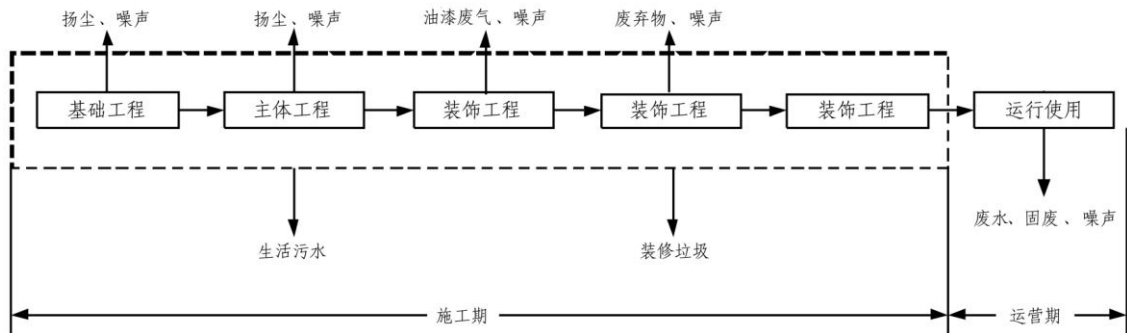 扬尘、噪声 扬尘、噪声 油漆废气、噪声 废弃物、噪声
基础工程 主体工程 装饰工程 装饰工程 装饰工程 运行使用
废水、固废、噪声
生活污水 装修垃圾
施工期 运营期